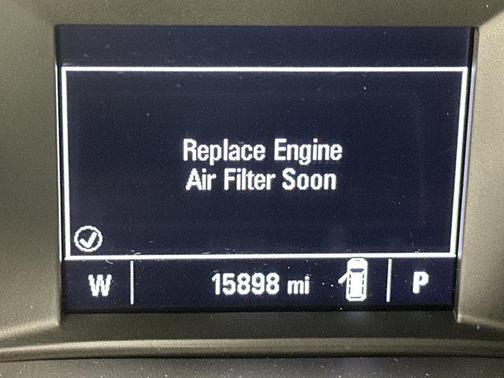 Replace Engine
Air Filter Soon
W 15898 mi P